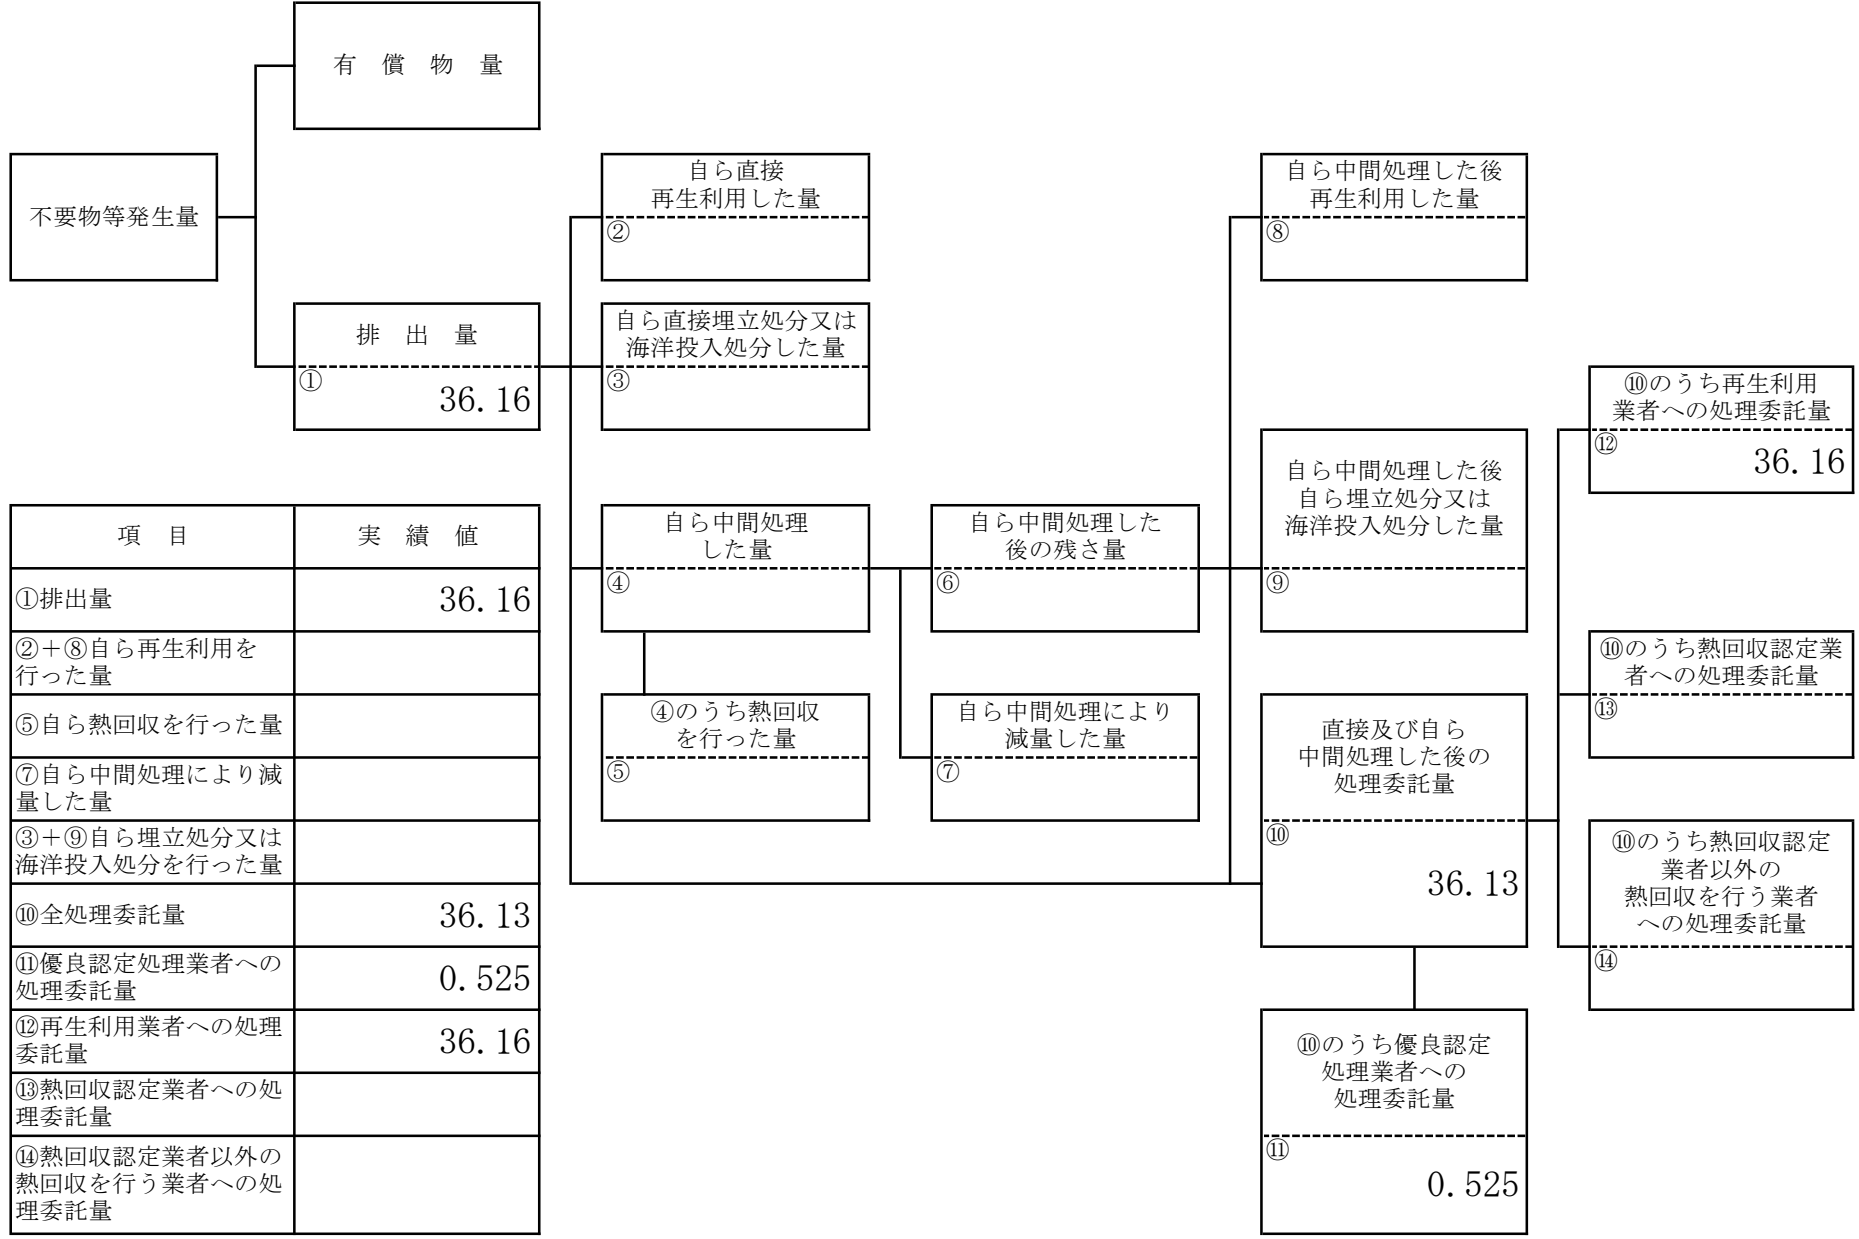 有 償 物 量
不要物等発生量
排 出 量
①
36.16
自ら直接
再生利用した量
②
自ら直接埋立処分又は
海洋投入処分した量
③
自ら中間処理
した量
④
④のうち熱回収
を行った量
⑤
自ら中間処理した
後の残さ量
⑥
自ら中間処理により
減量した量
⑦
自ら中間処理した後
再生利用した量
⑧
自ら中間処理した後
自ら埋立処分又は
海洋投入処分した量
⑨
直接及び自ら
中間処理した後の
処理委託量
⑩
36.13
⑩のうち優良認定
処理業者への
処理委託量
⑪
0.525
⑩のうち再生利用
業者への処理委託量
⑫
36.16
⑩のうち熱回収認定業
者への処理委託量
⑬
⑩のうち熱回収認定
業者以外の
熱回収を行う業者
への処理委託量
⑭
項 目 実 績 値
①排出量 36.16
②+⑧自ら再生利用を
行った量
⑤自ら熱回収を行った量
⑦自ら中間処理により減
量した量
③+⑨自ら埋立処分又は
海洋投入処分を行った量
⑩全処理委託量 36.13
⑪優良認定処理業者への
処理委託量 0.525
⑫再生利用業者への処理
委託量 36.16
⑬熱回収認定業者への処
理委託量
⑭熱回収認定業者以外の
熱回収を行う業者への処
理委託量